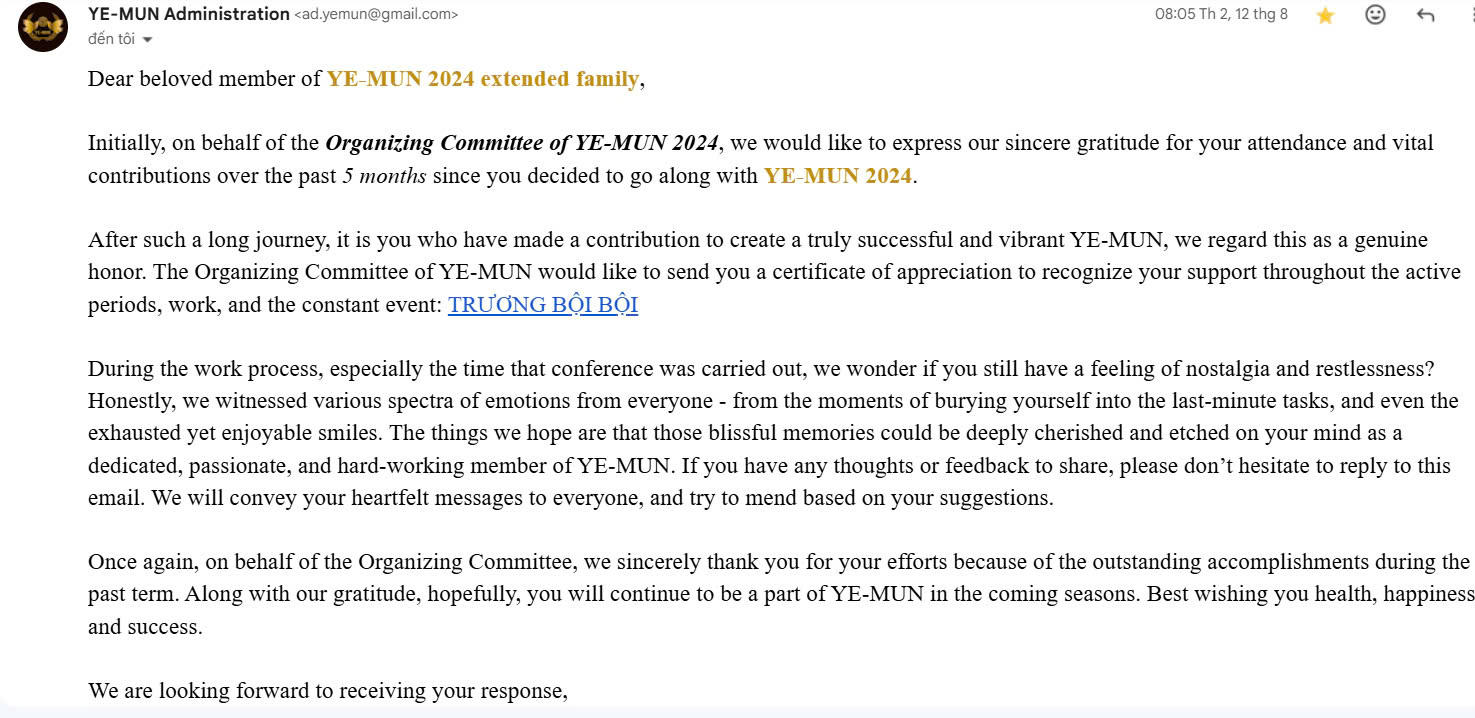 YE-MUN Administration <ad.yemun@gmail.com>
08:05 Th 2, 12 thg 8
đến tôi
YE-MUN
Dear beloved member of YE-MUN 2024 extended family,
Initially, on behalf of the Organizing Committee of YE-MUN 2024, we would like to express our sincere gratitude for your attendance and vital
contributions over the past 5 months since you decided to go along with YE-MUN 2024.
After such a long journey, it is you who have made a contribution to create a truly successful and vibrant YE-MUN, we regard this as a genuine
honor. The Organizing Committee of YE-MUN would like to send you a certificate of appreciation to recognize your support throughout the active
periods, work, and the constant event: TRƯƠNG BỘI BỘI
During the work process, especially the time that conference was carried out, we wonder if you still have a feeling of nostalgia and restlessness?
Honestly, we witnessed various spectra of emotions from everyone - from the moments of burying yourself into the last-minute tasks, and even the
exhausted yet enjoyable smiles. The things we hope are that those blissful memories could be deeply cherished and etched on your mind as a
dedicated, passionate, and hard-working member of YE-MUN. If you have any thoughts or feedback to share, please don’t hesitate to reply to this
email. We will convey your heartfelt messages to everyone, and try to mend based on your suggestions.
Once again, on behalf of the Organizing Committee, we sincerely thank you for your efforts because of the outstanding accomplishments during the
past term. Along with our gratitude, hopefully, you will continue to be a part of YE-MUN in the coming seasons. Best wishing you health, happiness
and success.
We are looking forward to receiving your response,